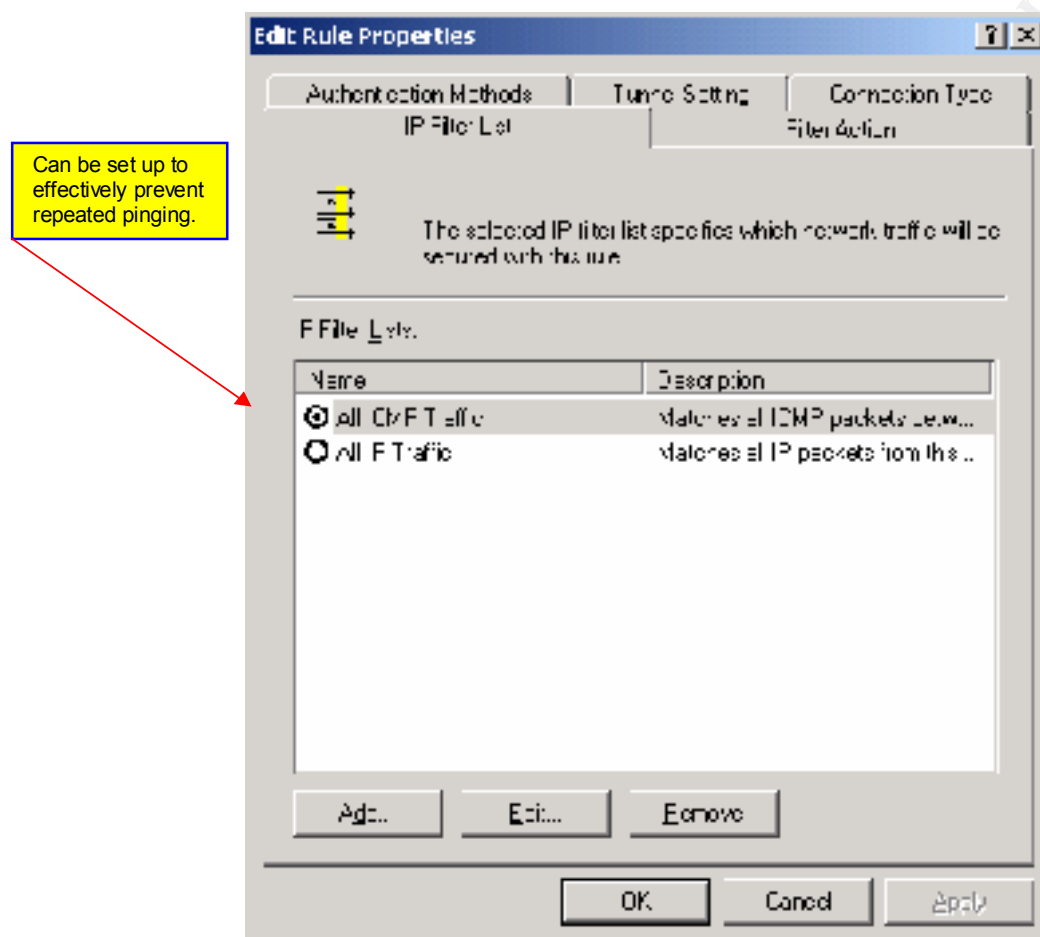 Edit Rule Properties
Authentication Methods
Tunnel Setting
Connection Type
IP Filter List
Filter Action
Can be set up to
effectively prevent
repeated pinging.
The selected IP filter list specifies which network traffic will be
secured with this rule
IP Filter Lists:
Name
Description
All ICMP Traffic
Matches all ICMP packets betw...
All IP Traffic
Matches all IP packets from this ...
Add...
Edit...
Remove
OK
Cancel
Apply